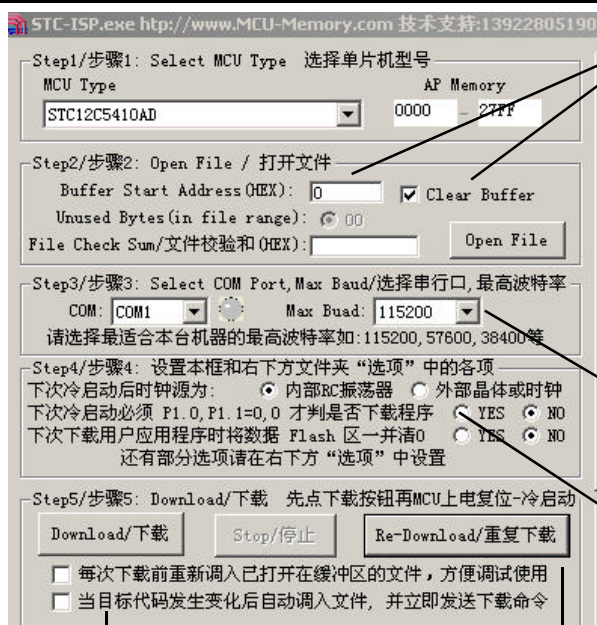 STC-ISP.exe htp://www.MCU-Memory.com 技术支持:13922805190
Step1/步骤1: Select MCU Type 选择单片机型号
MCU Type AP Memory
STC12C5410AD 0000 - 27FF
Step2/步骤2: Open File / 打开文件
Buffer Start Address(HEX): 0 Clear Buffer
Unused Bytes(in file range): 00
File Check Sum/文件校验和(HEX): Open File
Step3/步骤3: Select COM Port,Max Baud/选择串行口,最高波特率
COM: COM1 Max Buad: 115200
请选择最适合本台机器的最高波特率如:115200,57600,38400等
Step4/步骤4: 设置本框和右下方文件夹“选项”中的各项
下次冷启动后时钟源为: 内部RC振荡器 外部晶体或时钟
下次冷启动必须 P1.0,P1.1=0,0 才判是否下载程序 YES NO
下次下载用户应用程序时将数据 Flash 区一并清0 YES NO
还有部分选项请在右下方“选项”中设置
Step5/步骤5: Download/下载 先点下载按钮再MCU上电复位-冷启动
Download/下载 Stop/停止 Re-Download/重复下载
每次下载前重新调入已打开在缓冲区的文件，方便调试使用
当目标代码发生变化后自动调入文件, 并立即发送下载命令